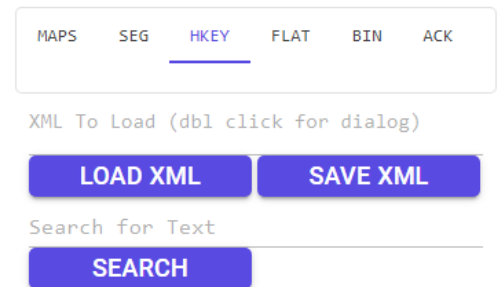 MAPS SEG HKEY FLAT BIN ACK
XML To Load (dbl click for dialog)
LOAD XML SAVE XML
Search for Text
SEARCH